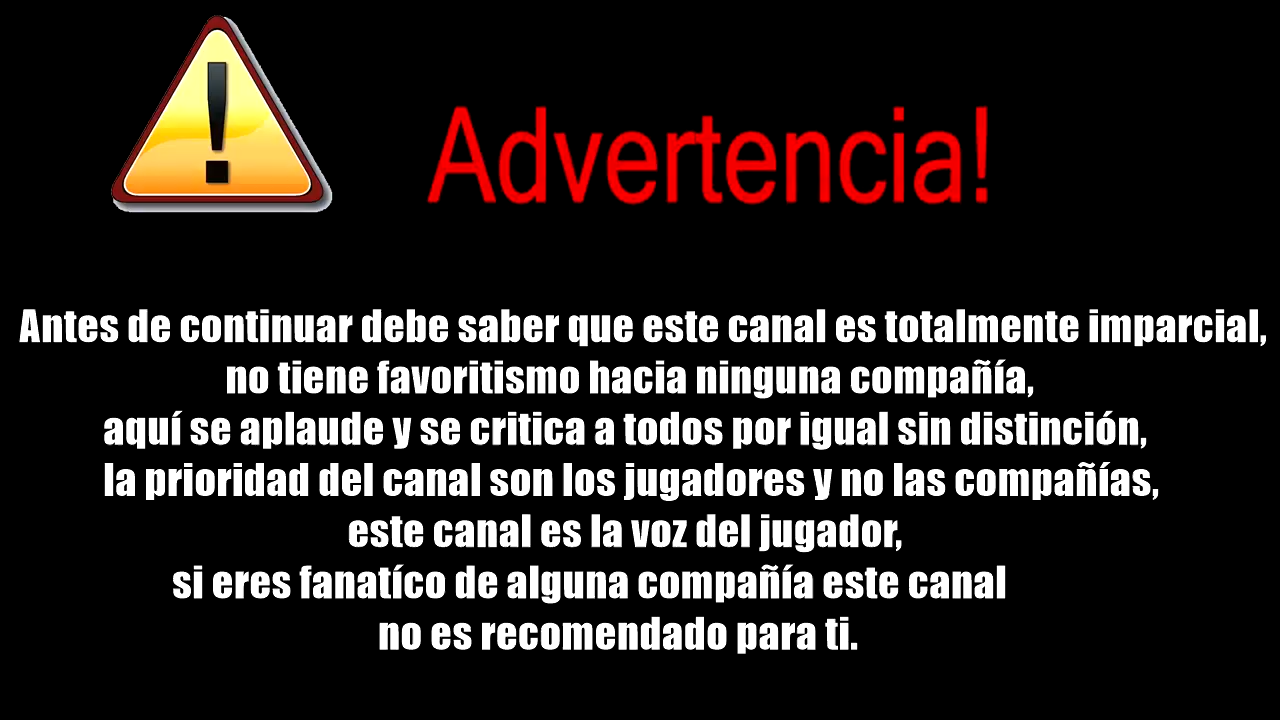 Advertencia!
Antes de continuar debe saber que este canal es totalmente imparcial,
no tiene favoritismo hacia ninguna compañía,
aquí se aplaude y se critica a todos por igual sin distinción,
la prioridad del canal son los jugadores y no las compañías,
este canal es la voz del jugador,
si eres fanatíco de alguna compañía este canal
no es recomendado para ti.